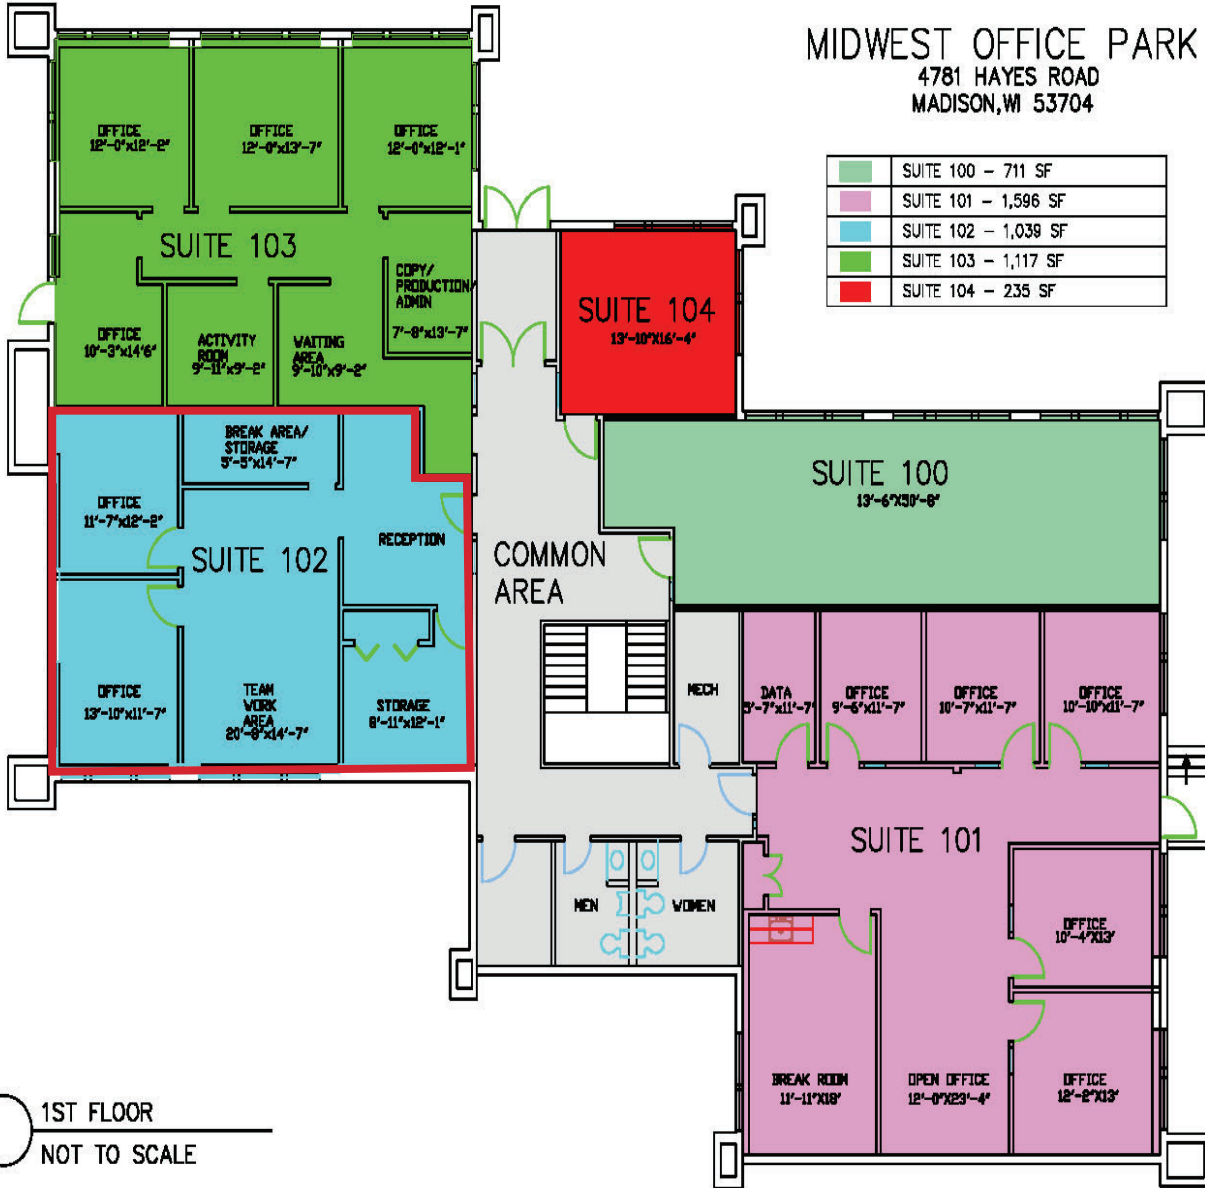 MIDWEST OFFICE PARK
4781 HAYES ROAD
MADISON,WI 53704
SUITE 100 - 711 SF
SUITE 101 - 1,596 SF
SUITE 102 - 1,039 SF
SUITE 103 - 1,117 SF
SUITE 104 - 235 SF
OFFICE
12'-0"x12'-2"
OFFICE
12'-0"x13'-7"
OFFICE
12'-0"x12'-1"
SUITE 103
COPY/
PRODUCTION/
ADMIN
7'-8"x13'-7"
OFFICE
10'-3"x14'6"
ACTIVITY
ROOM
9'-11"x9'-2"
WAITING
AREA
9'-10"x9'-2"
SUITE 104
13'-10"X16'-4"
BREAK AREA/
STORAGE
5'-5"x14'-7"
OFFICE
11'-7"x12'-2"
RECEPTION
SUITE 102
OFFICE
13'-10"x11'-7"
TEAM
WORK
AREA
20'-8"x14'-7"
STORAGE
8'-11"x12'-1"
COMMON
AREA
SUITE 100
13'-6"X50'-8"
MECH
DATA
5'-7"x11'-7"
OFFICE
9'-6"x11'-7"
OFFICE
10'-7"x11'-7"
OFFICE
10'-10"x11'-7"
SUITE 101
MEN
WOMEN
OFFICE
10'-4"X13'
BREAK ROOM
11'-11"X18'
OPEN OFFICE
12'-0"X23'-4"
OFFICE
12'-2"X13'
1ST FLOOR
NOT TO SCALE